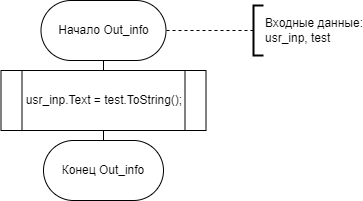 Начало Out_info
Входные данные:
usr_inp, test
usr_inp.Text = test.ToString();
Конец Out_info